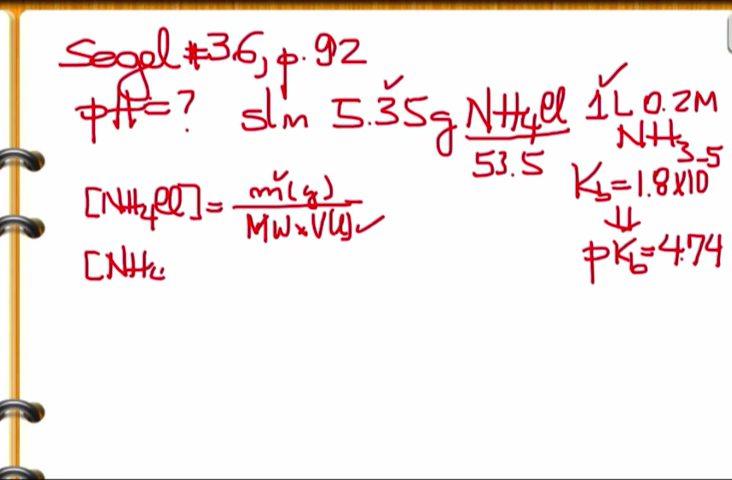 Segel #36, p. 92
pH = ? sln 5.35g NH4Cl 1L 0.2M
NH3
53.5
Kb = 1.8x10^-5
⇓
pKb = 4.74
[NH4Cl] = m(g)
MW x V(l)
[NH4